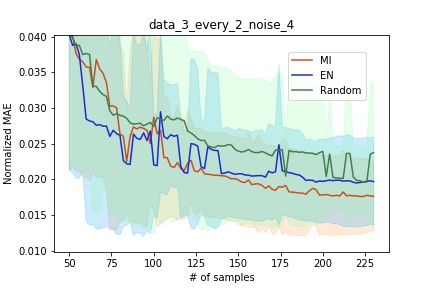 data_3_every_2_noise_4
0.040
0.035
0.030
0.025
0.020
0.015
0.010
Normalized MAE
MI
EN
Random
50 75 100 125 150 175 200 225
# of samples